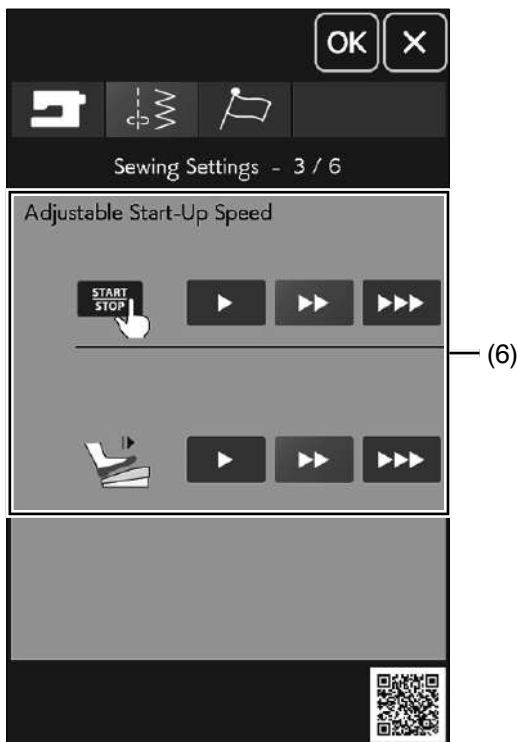 OK
Sewing Settings - 3 / 6
Adjustable Start-Up Speed
START
STOP
(6)